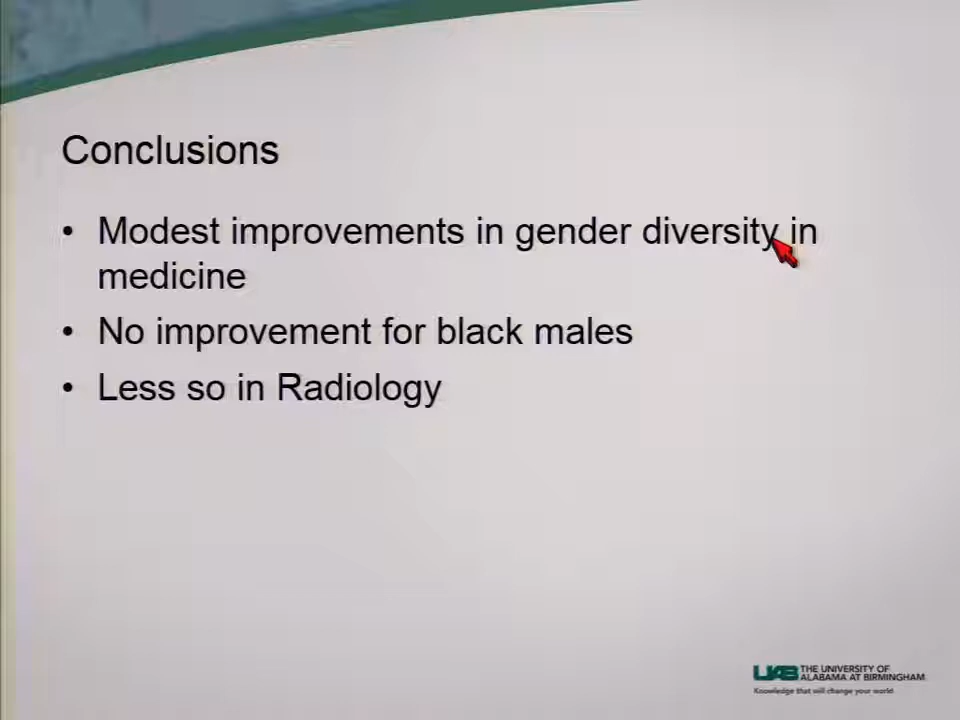 Conclusions
• Modest improvements in gender diversity in
medicine
• No improvement for black males
• Less so in Radiology
UAB THE UNIVERSITY OF
ALABAMA AT BIRMINGHAM
Knowledge that will change your world